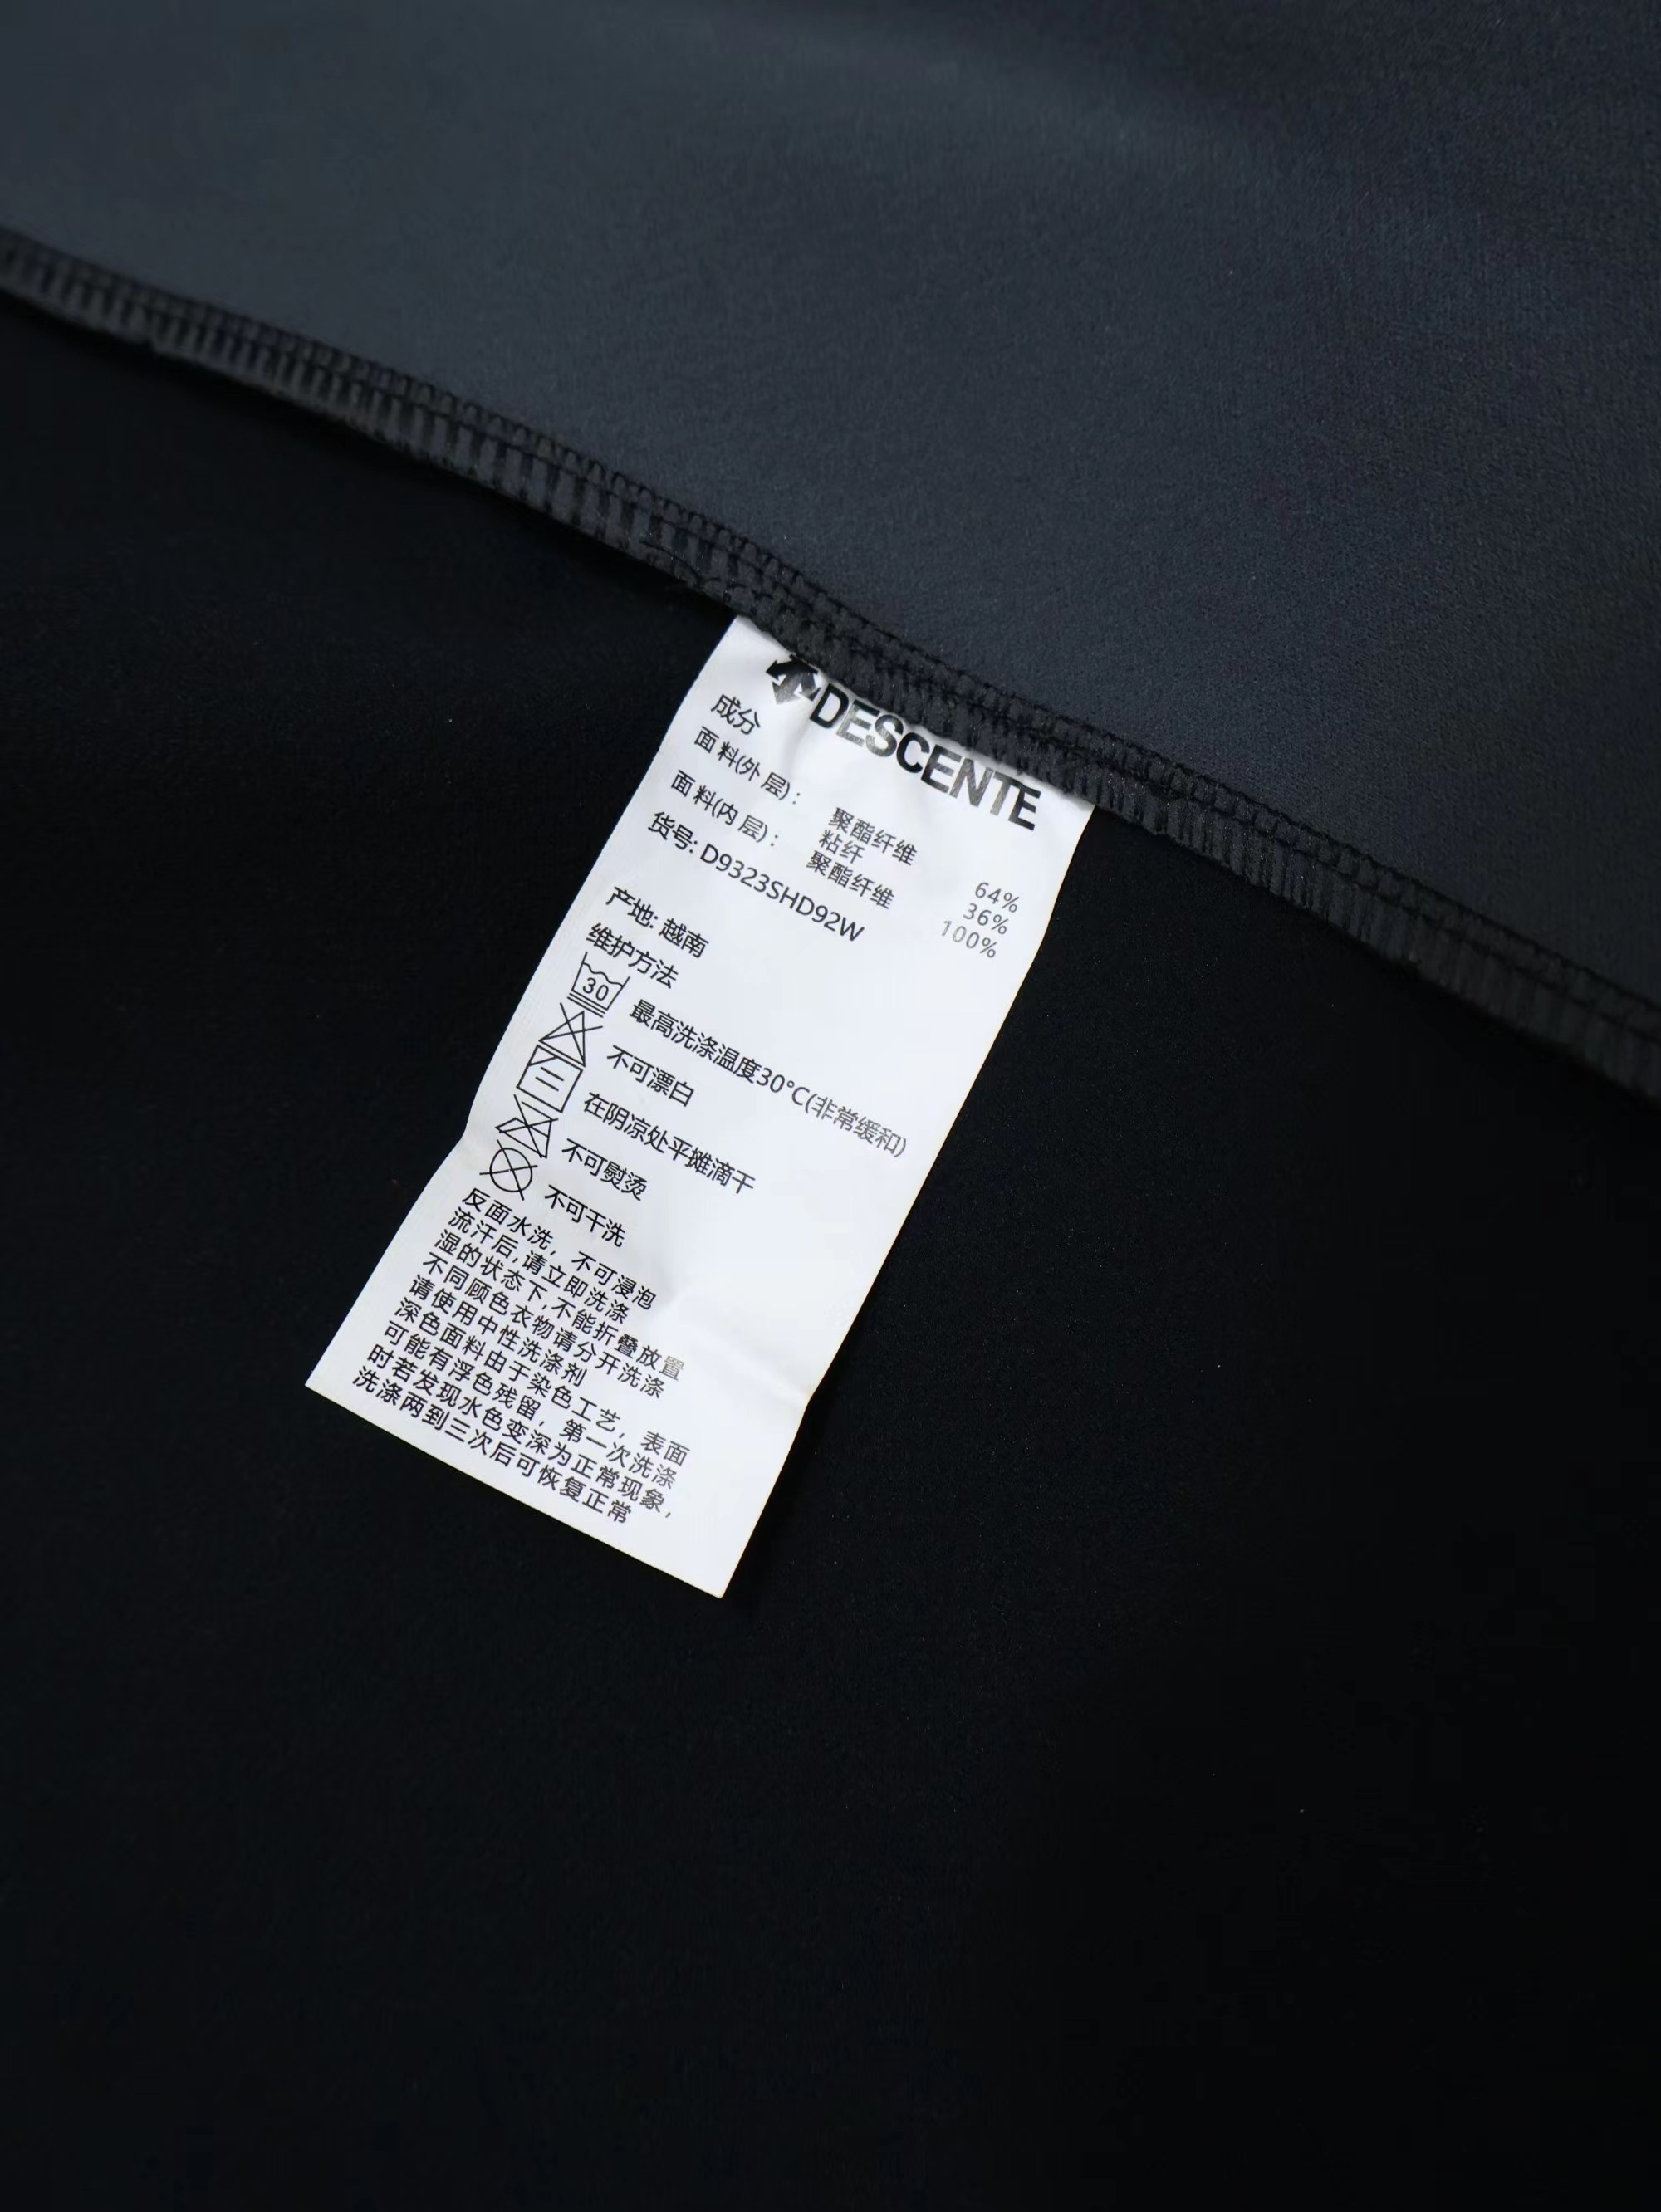 DESCENTE
成分
面料(外层): 聚酯纤维 64%
粘纤 36%
面料(内层): 聚酯纤维 100%
货号: D9323SHD92W
产地: 越南
维护方法
30 最高洗涤温度30°C(非常缓和)
不可漂白
在阴凉处平摊滴干
不可熨烫
不可干洗
反面水洗，不可浸泡
流汗后,请立即洗涤
湿的状态下,不能折叠放置
不同顾色衣物请分开洗涤
请使用中性洗涤剂
深色面料由于染色工艺，表面
可能有浮色残留，第一次洗涤
时若发现水色变深为正常现象，
洗涤两到三次后可恢复正常